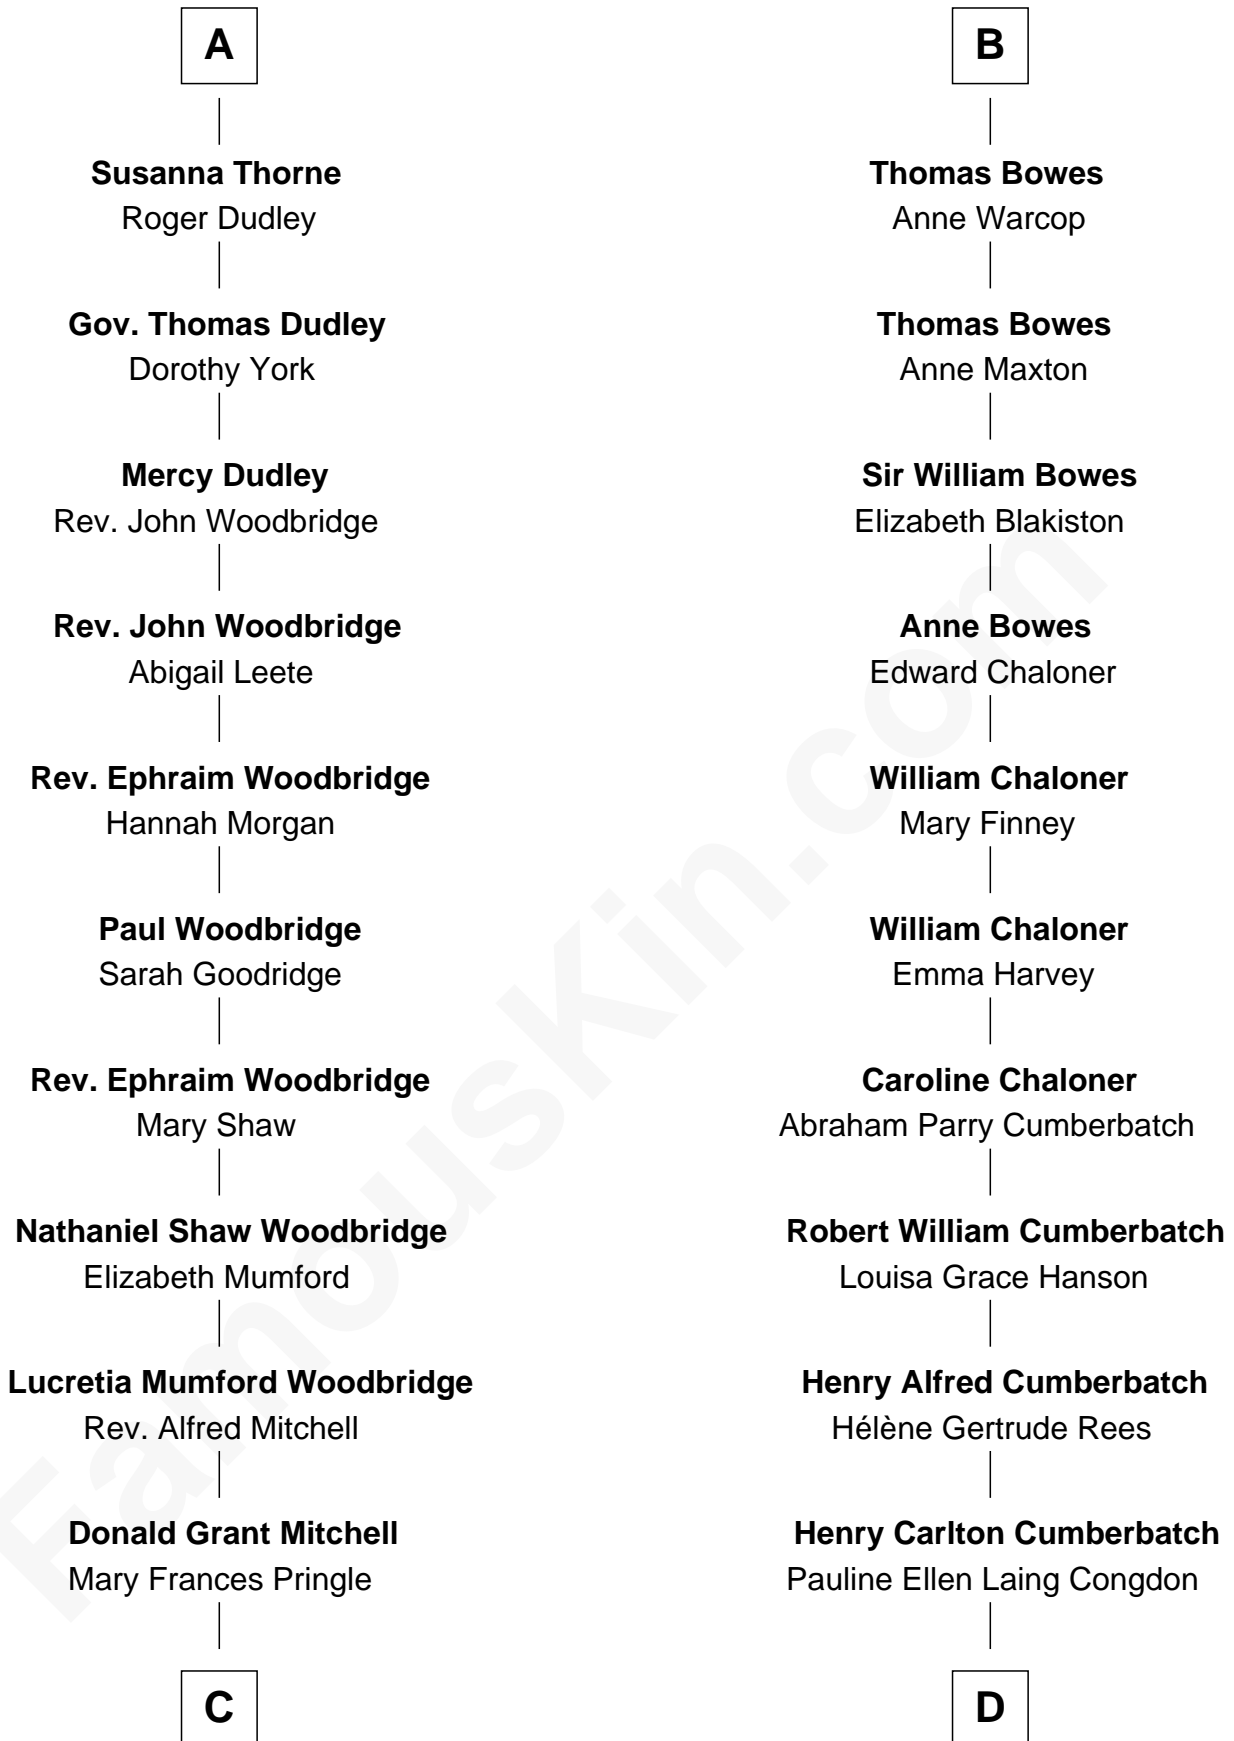 A
Susanna Thorne
Roger Dudley
Gov. Thomas Dudley
Dorothy York
Mercy Dudley
Rev. John Woodbridge
Rev. John Woodbridge
Abigail Leete
Rev. Ephraim Woodbridge
Hannah Morgan
Paul Woodbridge
Sarah Goodridge
Rev. Ephraim Woodbridge
Mary Shaw
Nathaniel Shaw Woodbridge
Elizabeth Mumford
Lucretia Mumford Woodbridge
Rev. Alfred Mitchell
Donald Grant Mitchell
Mary Frances Pringle
C
B
Thomas Bowes
Anne Warcop
Thomas Bowes
Anne Maxton
Sir William Bowes
Elizabeth Blakiston
Anne Bowes
Edward Chaloner
William Chaloner
Mary Finney
William Chaloner
Emma Harvey
Caroline Chaloner
Abraham Parry Cumberbatch
Robert William Cumberbatch
Louisa Grace Hanson
Henry Alfred Cumberbatch
Hélène Gertrude Rees
Henry Carlton Cumberbatch
Pauline Ellen Laing Congdon
D
FamousKin.com